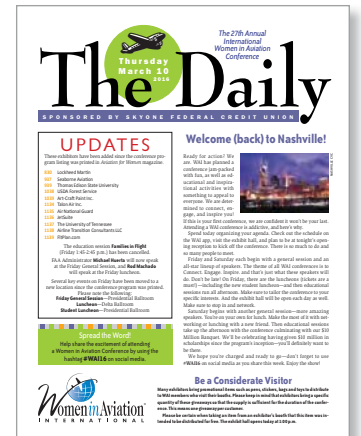 The 27th Annual
International
Women in Aviation
Conference
Thursday
March 10
2016
The Daily
SPONSORED BY SKYONE FEDERAL CREDIT UNION
UPDATES
These exhibitors have been added since the conference pro-
gram listing was printed in Aviation for Women magazine.
Lockheed Martin
Seaborne Aviation
Thomas Edison State University
USDA Forest Service
Art-Craft Paint Inc.
Talon Air Inc.
Air National Guard
airSuite
The University of Tennessee
Airline Transition Consultants LLC
FltPlan.com
The education session Families in Flight
(Friday 1:45-2:45 p.m.) has been cancelled.
FAA Administrator Michael Huerta will now speak
at the Friday General Session, and Rod Machado
will speak at the Friday luncheon.
Several key events on Friday have been moved to a
new location since the conference program was printed.
Please note the following:
Friday General Session—Presidential Ballroom
Luncheon—Delta Ballroom
Student Luncheon—Presidential Ballroom
Spread the Word!
Help share the excitement of attending
a Women in Aviation Conference by using the
hashtag #WAI16 on social media.
Women in Aviation
INTERNATIONAL
Welcome (back) to Nashville!
Ready for action? We
are. WAI has planned a
conference jam-packed
with fun, as well as ed-
ucational and inspira-
tional activities with
something to appeal to
everyone. We are deter-
mined to connect, en-
gage, and inspire you!
If this is your first conference, we are confident it won't be your last.
Attending a WAI conference is addictive, and here's why.
Spend today organizing your agenda. Check out the schedule on
the WAI app, visit the exhibit hall, and plan to be at tonight's open-
ing reception to kick off the conference. There is so much to do and
so many people to meet.
Friday and Saturday each begin with a general session and an
all-star lineup of speakers. The theme of all WAI conferences is to
Connect. Engage. Inspire. and that's just what these speakers will
do. Don't be late! On Friday, there are the luncheons (tickets are a
must!)—including the new student luncheon—and then educational
sessions run all afternoon. Make sure to tailor the conference to your
specific interests. And the exhibit hall will be open each day as well.
Make sure to stop in and network.
Saturday begins with another general session—more amazing
speakers. You're on your own for lunch. Make the most of it with net-
working or lunching with a new friend. Then educational sessions
take up the afternoon with the conference culminating with our WAI
Million Banquet. We'll be celebrating having given $10 million in
scholarships since the program's inception—you'll definitely want to
be there.
We hope you're charged and ready to go—don't forget to use
#WAI16 on social media as you share this week. Enjoy the show!
Be a Considerate Visitor
Many exhibitors bring promotional items such as pens, stickers, bags and toys to distribute
to WAI members who visit their booths. Please keep in mind that exhibitors bring a specific
quantity of these giveaways so that the supply is sufficient for the duration of the confer-
ence. This means one giveaway per customer.
Please be certain when taking an item from an exhibitor's booth that this item was in-
tended to be distributed for free. The exhibit hall opens today at 2:00 p.m.